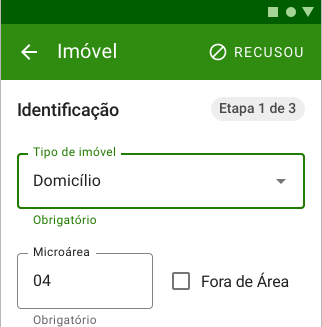 Imóvel
RECUSOU
Identificação
Etapa 1 de 3
Tipo de imóvel
Domicílio
Obrigatório
Microárea
04
Fora de Área
Obrigatório